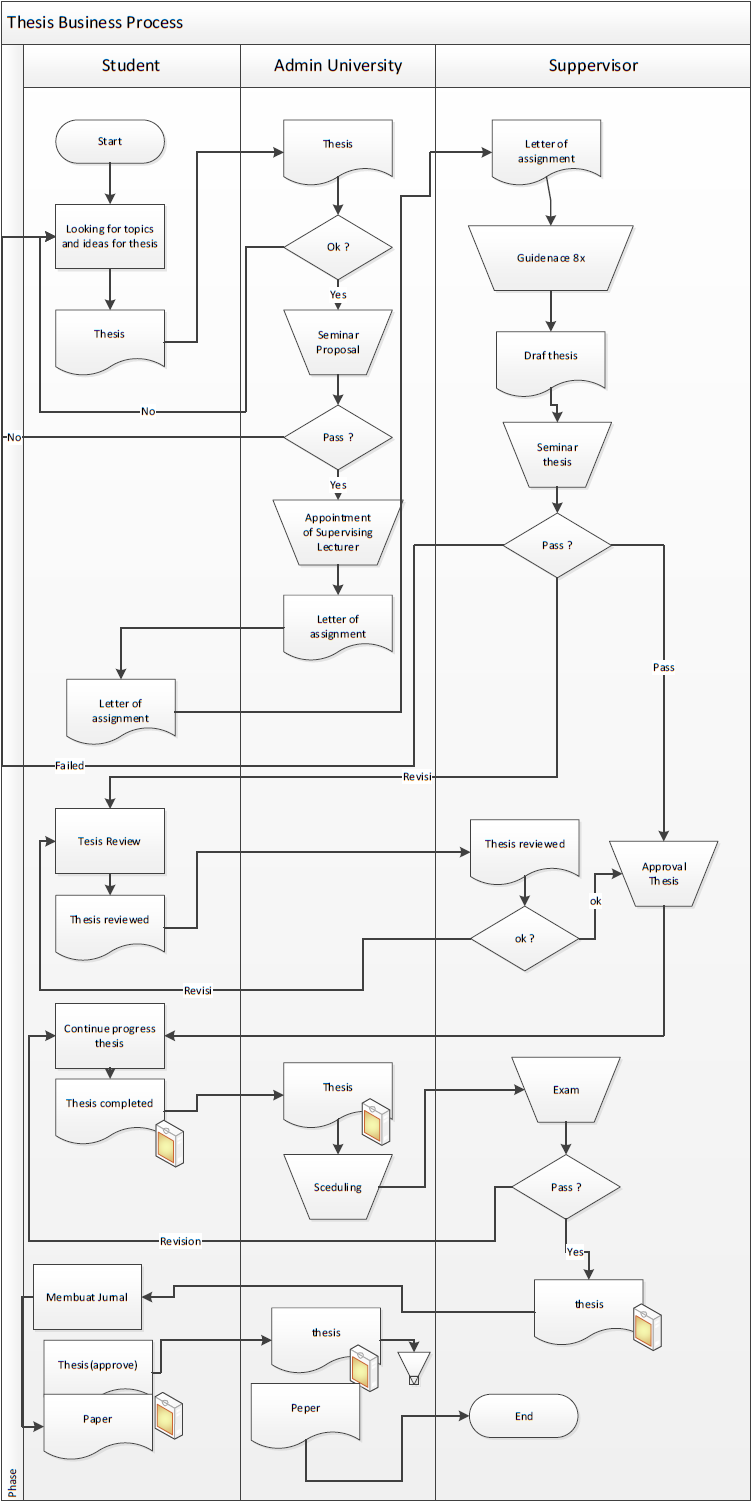 Thesis Business Process
Student
Admin University
Suppervisor
Start
Looking for topics
and ideas for thesis
Thesis
Thesis
Ok ?
Yes
Seminar
Proposal
No
Pass ?
No
Yes
Appointment
of Supervising
Lecturer
Letter of
assignment
Letter of
assignment
Letter of
assignment
Guidenace 8x
Draf thesis
Seminar
thesis
Pass ?
Pass
Failed
Revisi
Tesis Review
Thesis reviewed
Thesis reviewed
ok ?
ok
Approval
Thesis
Revisi
Continue progress
thesis
Thesis completed
Thesis
Sceduling
Exam
Pass ?
Revision
Yes
thesis
Membuat Jurnal
Thesis(approve)
Paper
thesis
Peper
End
Phase